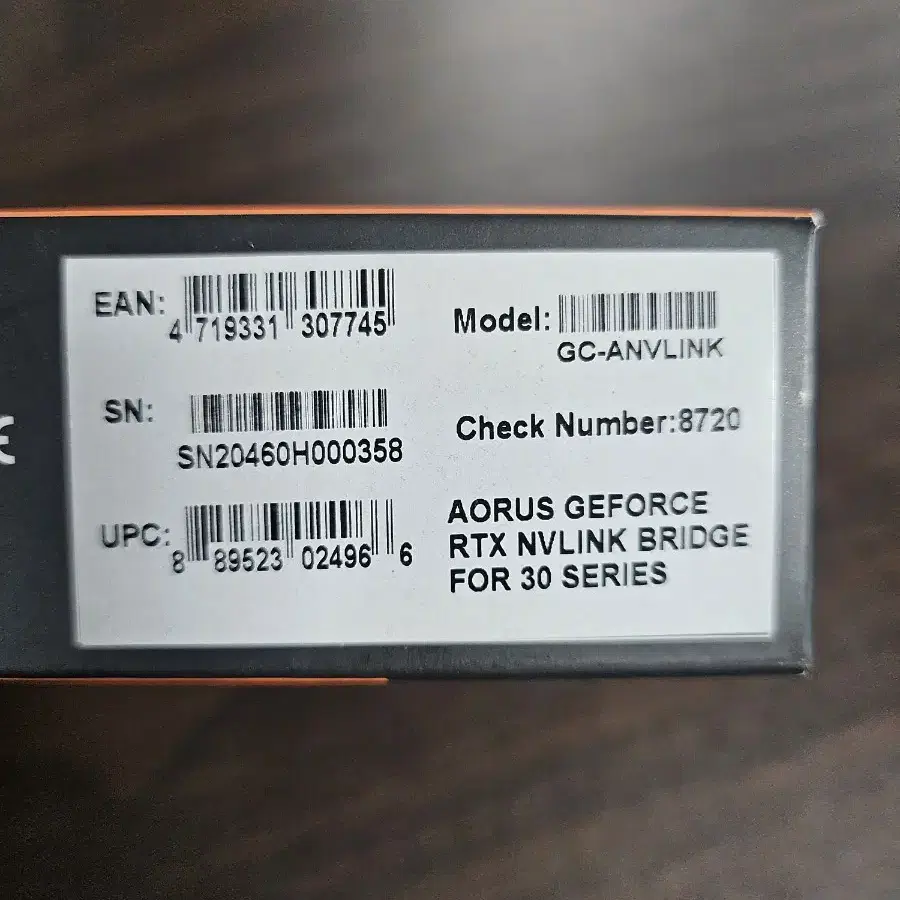 EAN:
4 719331 307745
SN:
SN20460H000358
UPC:
8 89523 02496 6
Model:
GC-ANVLINK
Check Number:8720
AORUS GEFORCE
RTX NVLINK BRIDGE
FOR 30 SERIES